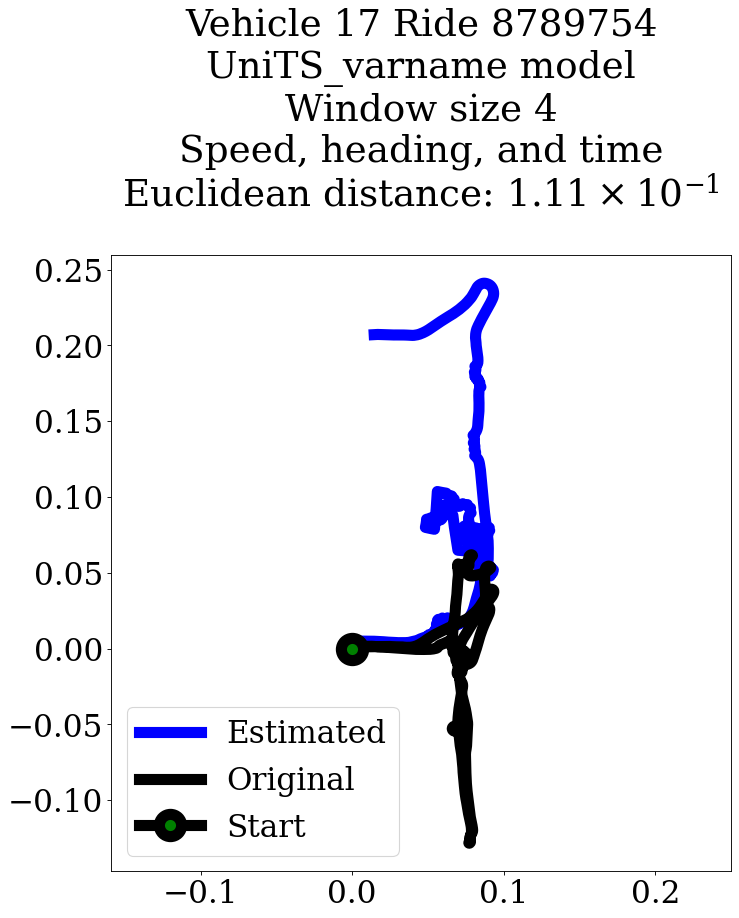 Vehicle 17 Ride 8789754
UniTS_varname model
Window size 4
Speed, heading, and time
Euclidean distance: 1.11 × 10⁻¹
0.25
0.20
0.15
0.10
0.05
0.00
−0.05
−0.10
Estimated
Original
Start
−0.1 0.0 0.1 0.2